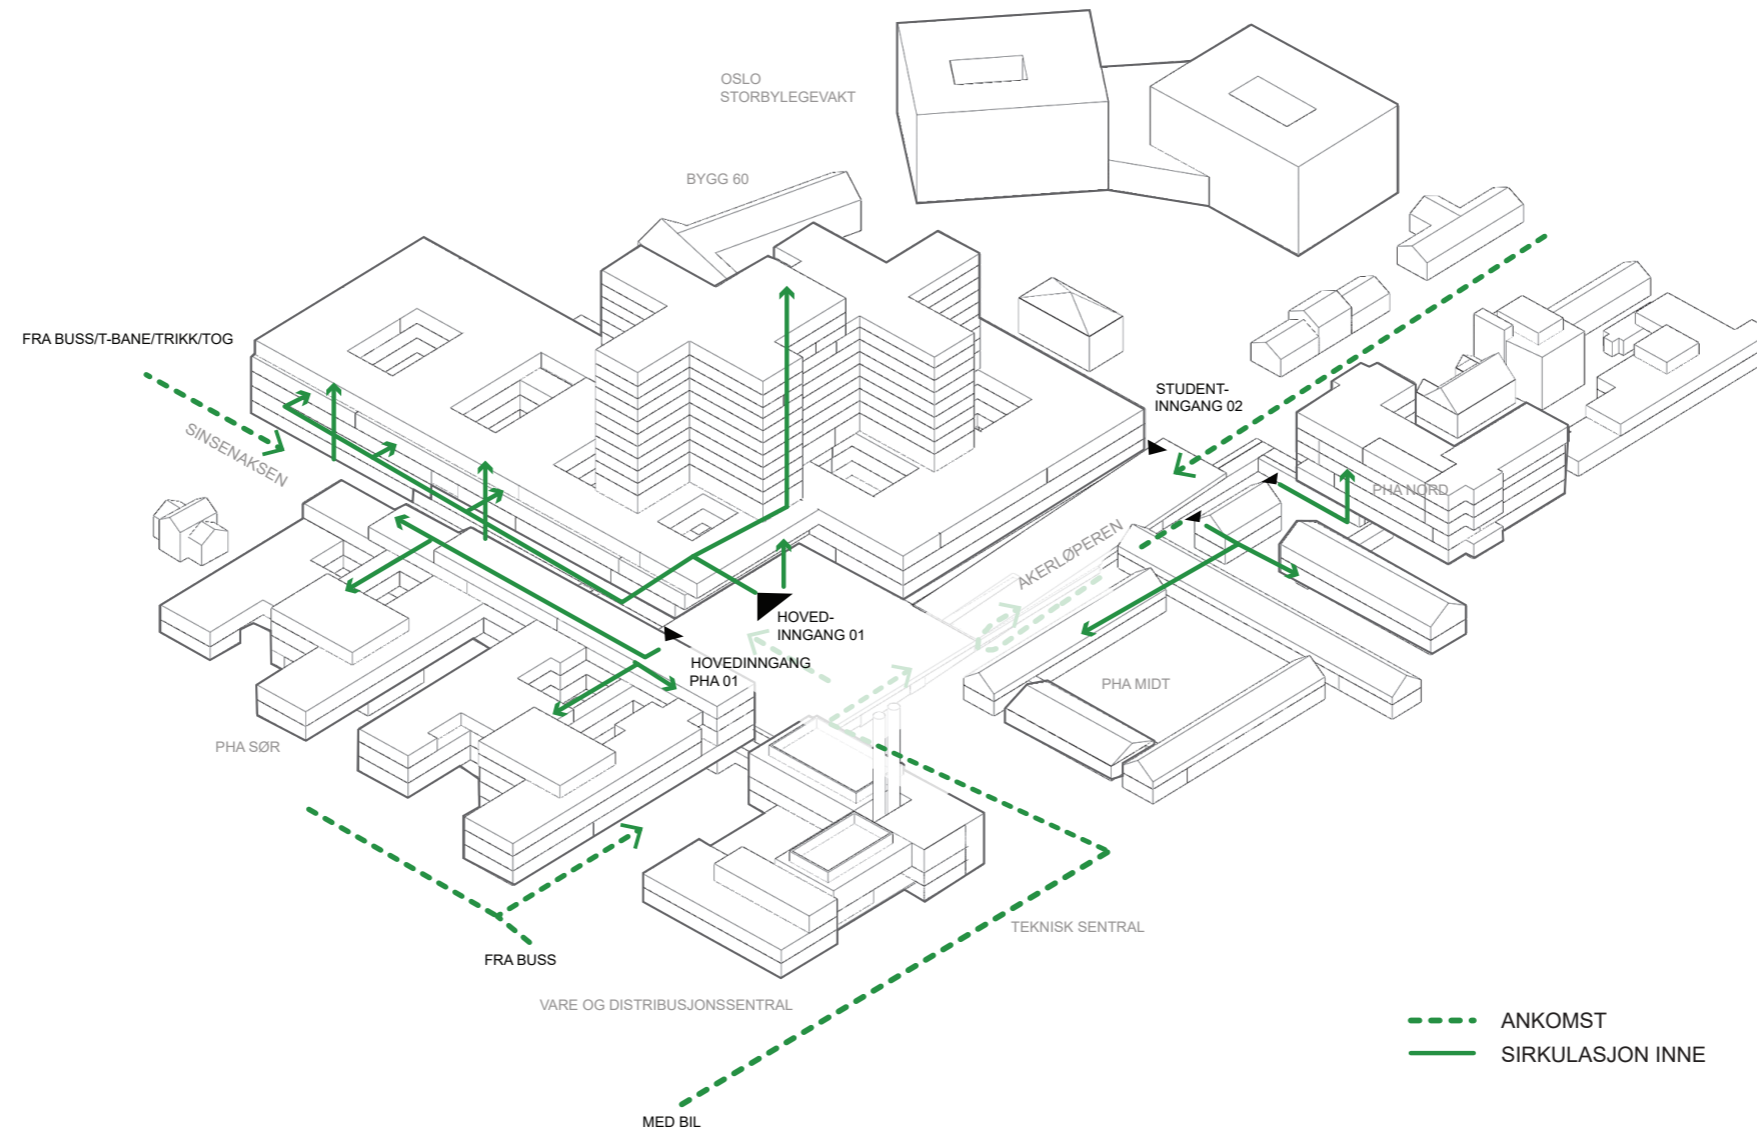 OSLO
STORBYLEGEVAKT
BYGG 60
FRA BUSS/T-BANE/TRIKK/TOG
SINSENAKSEN
STUDENT-
INNGANG 02
PHA NORD
AKERLØPEREN
HOVED-
INNGANG 01
HOVEDINNGANG
PHA 01
PHA MIDT
PHA SØR
TEKNISK SENTRAL
FRA BUSS
VARE OG DISTRIBUSJONSSENTRAL
ANKOMST
SIRKULASJON INNE
MED BIL